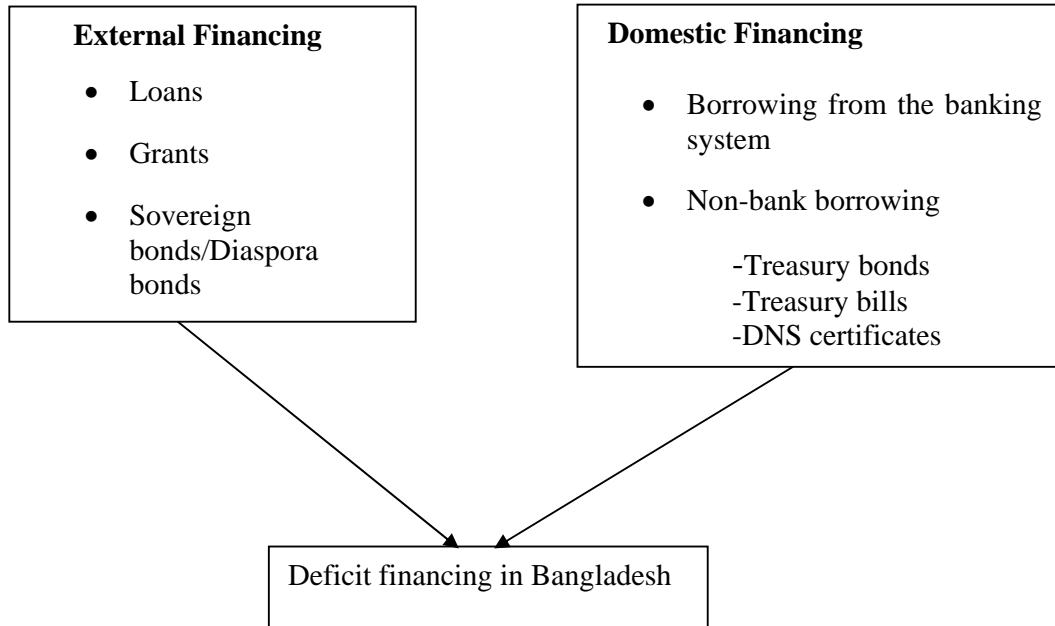 External Financing
• Loans
• Grants
• Sovereign
bonds/Diaspora
bonds
Domestic Financing
• Borrowing from the banking
system
• Non-bank borrowing
-Treasury bonds
-Treasury bills
-DNS certificates
Deficit financing in Bangladesh